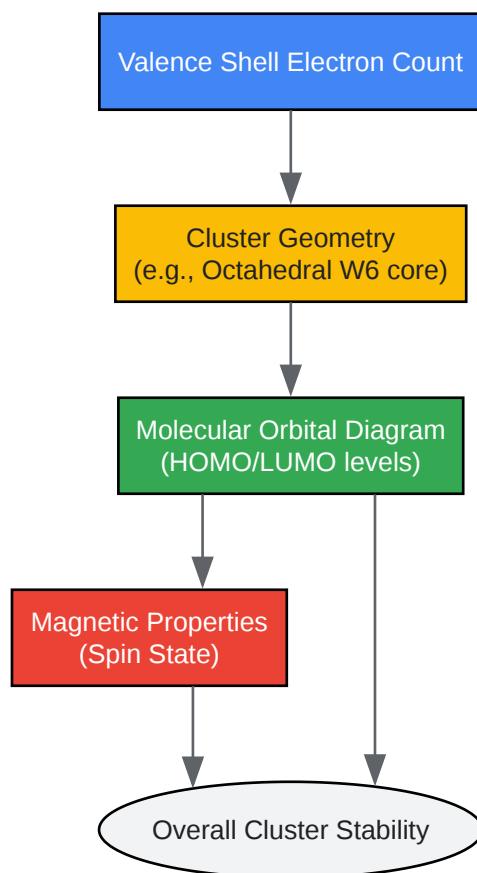 Valence Shell Electron Count
Cluster Geometry
(e.g., Octahedral W6 core)
Molecular Orbital Diagram
(HOMO/LUMO levels)
Magnetic Properties
(Spin State)
Overall Cluster Stability